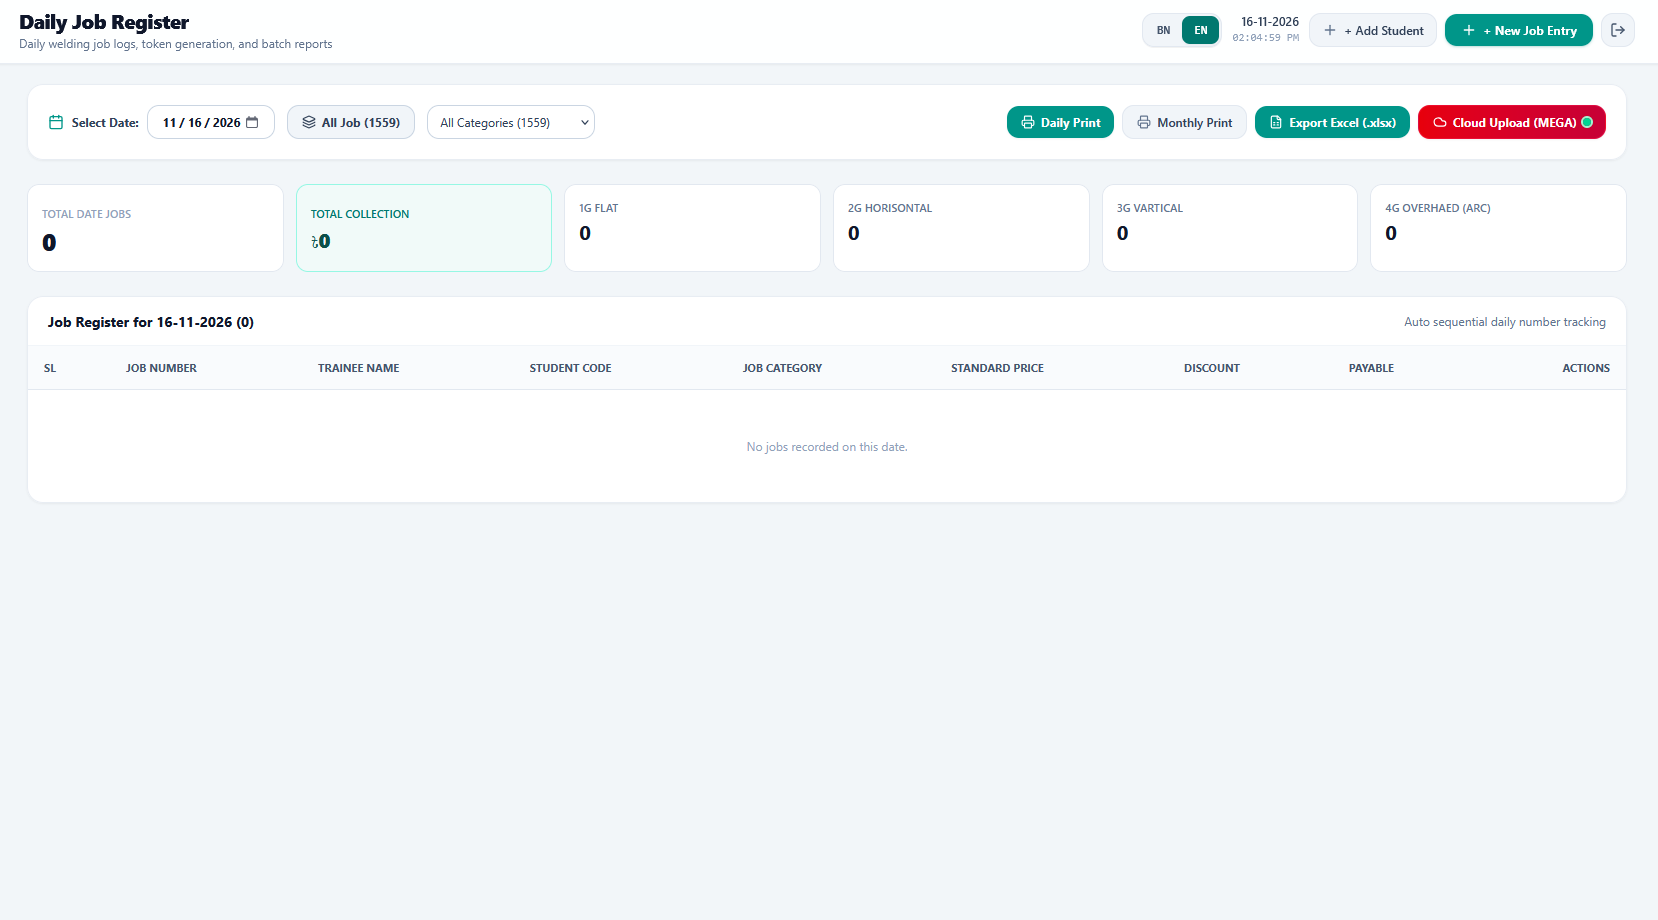 Daily Job Register
Daily welding job logs, token generation, and batch reports
BN EN
16-11-2026
02:04:59 PM
+ Add Student
+ New Job Entry
Select Date: 11 / 16 / 2026
All Job (1559)
All Categories (1559)
Daily Print
Monthly Print
Export Excel (.xlsx)
Cloud Upload (MEGA)
TOTAL DATE JOBS
0
TOTAL COLLECTION
৳0
1G FLAT
0
2G HORISONTAL
0
3G VARTICAL
0
4G OVERHAED (ARC)
0
Job Register for 16-11-2026 (0)
Auto sequential daily number tracking
SL JOB NUMBER TRAINEE NAME STUDENT CODE JOB CATEGORY STANDARD PRICE DISCOUNT PAYABLE ACTIONS
No jobs recorded on this date.